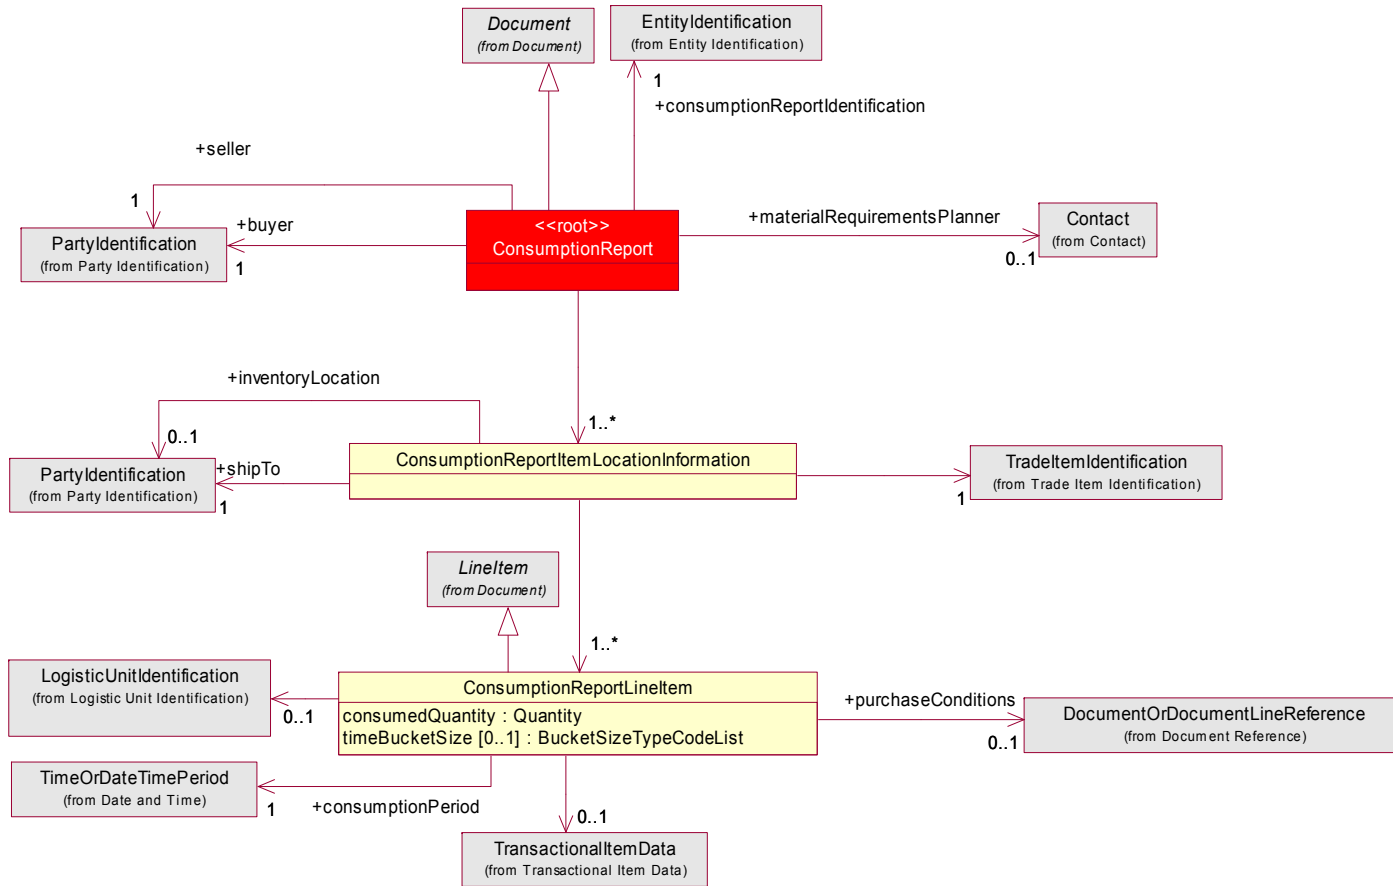 Document
(from Document)
EntityIdentification
(from Entity Identification)
1
+consumptionReportIdentification
+seller
1
+buyer
PartyIdentification
(from Party Identification)
1
<<root>>
ConsumptionReport
+materialRequirementsPlanner
Contact
(from Contact)
0..1
+inventoryLocation
0..1
1..*
PartyIdentification
(from Party Identification)
+shipTo
1
ConsumptionReportItemLocationInformation
TradeItemIdentification
(from Trade Item Identification)
1
LineItem
(from Document)
1..*
LogisticUnitIdentification
(from Logistic Unit Identification)
0..1
ConsumptionReportLineItem
consumedQuantity : Quantity
timeBucketSize [0..1] : BucketSizeTypeCodeList
+purchaseConditions
0..1
DocumentOrDocumentLineReference
(from Document Reference)
TimeOrDateTimePeriod
(from Date and Time)
1
+consumptionPeriod
0..1
TransactionalItemData
(from Transactional Item Data)